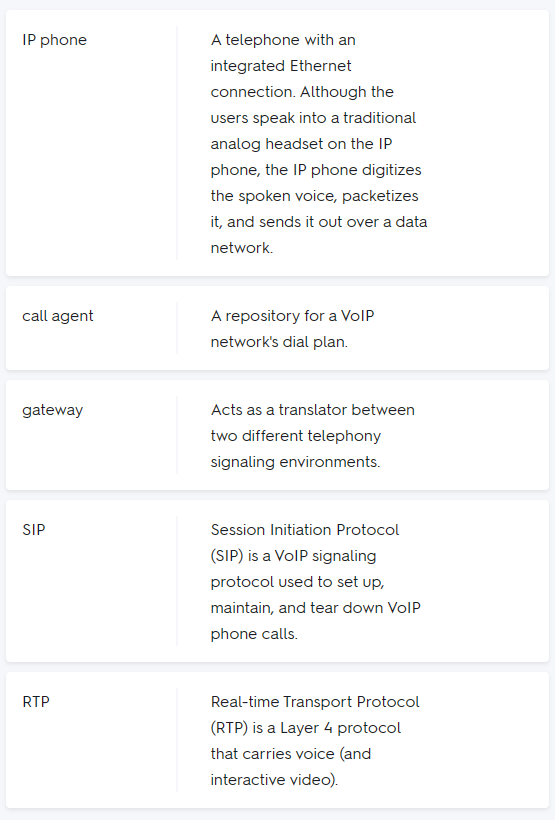 IP phone
A telephone with an
integrated Ethernet
connection. Although the
users speak into a traditional
analog headset on the IP
phone, the IP phone digitizes
the spoken voice, packetizes
it, and sends it out over a data
network.
call agent
A repository for a VoIP
network's dial plan.
gateway
Acts as a translator between
two different telephony
signaling environments.
SIP
Session Initiation Protocol
(SIP) is a VoIP signaling
protocol used to set up,
maintain, and tear down VoIP
phone calls.
RTP
Real-time Transport Protocol
(RTP) is a Layer 4 protocol
that carries voice (and
interactive video).